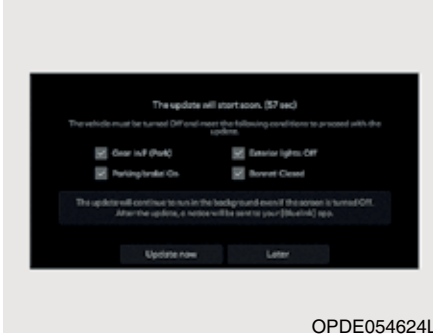 The update will start soon. (57 sec)
The vehicle must be turned Off and meet the following conditions to proceed with the
update.
Gear in P (Park)
Exterior lights Off
Parking brake On
Bonnet Closed
The update will continue to run in the background even if the screen is turned Off.
After the update, a notice will be sent to your [Bluelink] app.
Update now
Later
OPDE054624L